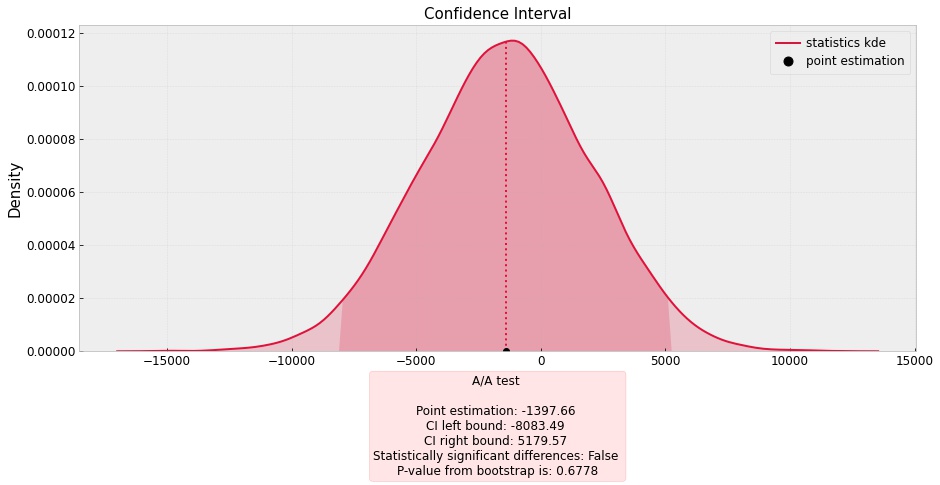 Confidence Interval
statistics kde
point estimation
Density
0.00012
0.00010
0.00008
0.00006
0.00004
0.00002
0.00000
−15000 −10000 −5000 0 5000 10000 15000
A/A test
Point estimation: -1397.66
CI left bound: -8083.49
CI right bound: 5179.57
Statistically significant differences: False
P-value from bootstrap is: 0.6778